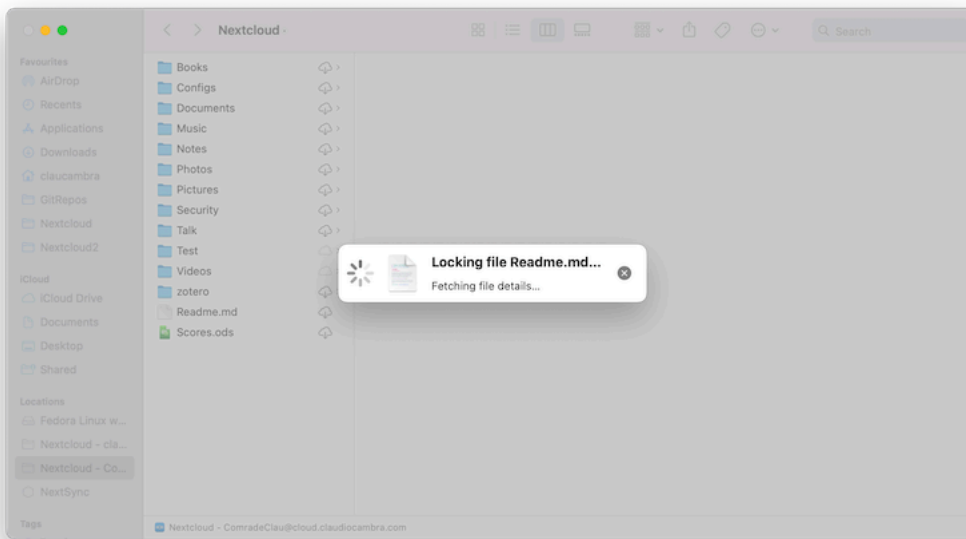 Nextcloud
Search
Favourites
AirDrop
Recents
Applications
Downloads
claucambra
GitRepos
Nextcloud
Nextcloud2
iCloud
iCloud Drive
Documents
Desktop
Shared
Locations
Fedora Linux w...
Nextcloud - cla...
Nextcloud - Co...
NextSync
Tags
Books
Configs
Documents
Music
Notes
Photos
Pictures
Security
Talk
Test
Videos
zotero
Readme.md
Scores.ods
Locking file Readme.md...
Fetching file details...
Nextcloud - ComradeClau@cloud.claudiocambra.com